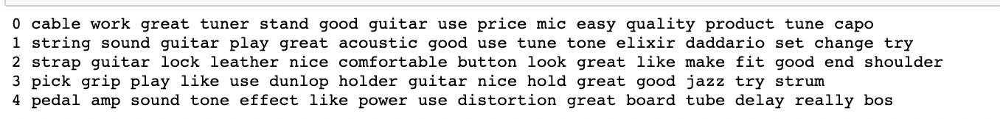 0 cable work great tuner stand good guitar use price mic easy quality product tune capo
1 string sound guitar play great acoustic good use tune tone elixir daddario set change try
2 strap guitar lock leather nice comfortable button look great like make fit good end shoulder
3 pick grip play like use dunlop holder guitar nice hold great good jazz try strum
4 pedal amp sound tone effect like power use distortion great board tube delay really bos